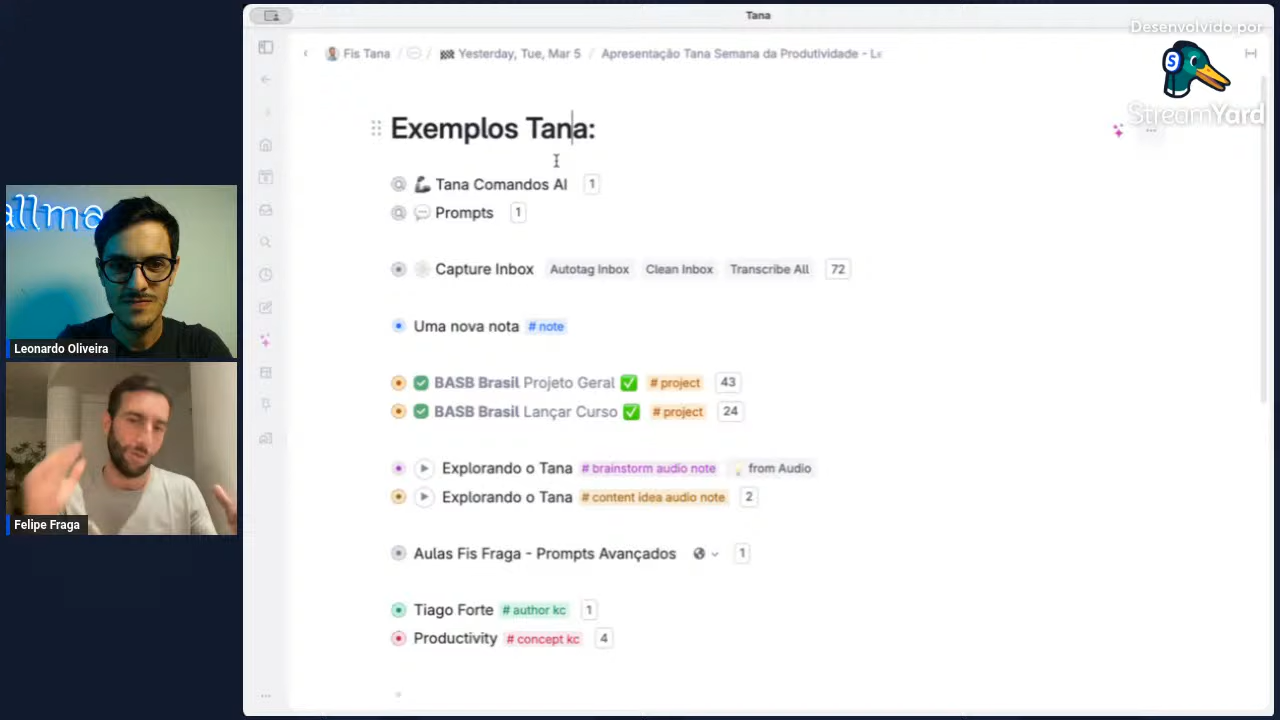 Tana
Desenvolvido por
StreamYard
Fis Tana / / Yesterday, Tue, Mar 5 / Apresentação Tana Semana da Produtividade - Le
Exemplos Tana:
Tana Comandos AI 1
Prompts 1
Capture Inbox Autotag Inbox Clean Inbox Transcribe All 72
Uma nova nota # note
BASB Brasil Projeto Geral # project 43
BASB Brasil Lançar Curso # project 24
Explorando o Tana # brainstorm audio note from Audio
Explorando o Tana # content idea audio note 2
Aulas Fis Fraga - Prompts Avançados 1
Tiago Forte # author kc 1
Productivity # concept kc 4
Leonardo Oliveira
Felipe Fraga